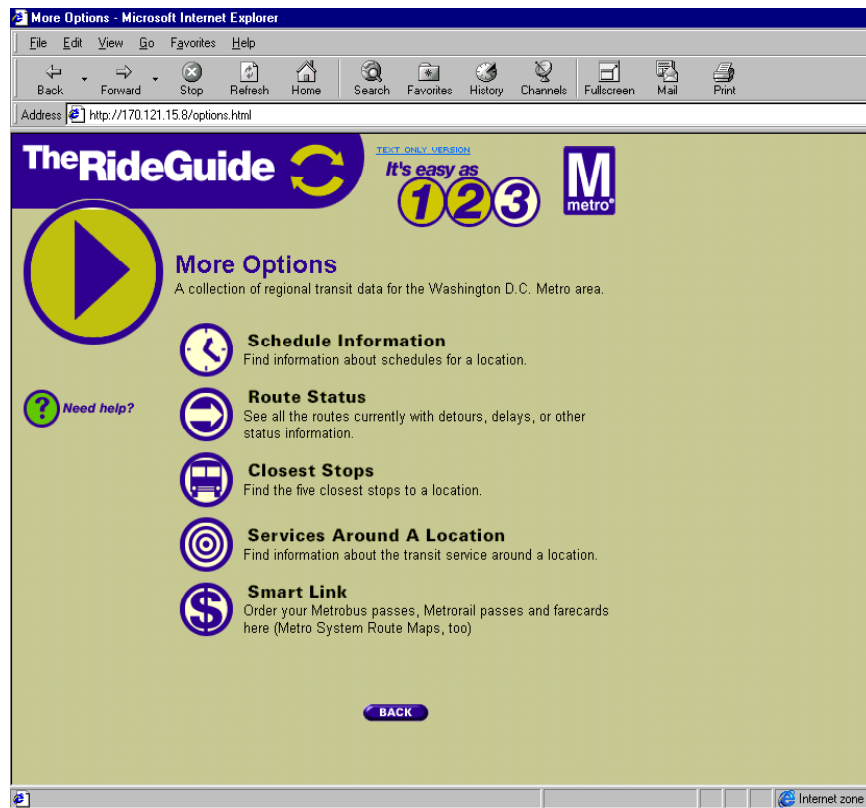 More Options - Microsoft Internet Explorer
File Edit View Go Favorites Help
Back Forward Stop Refresh Home Search Favorites History Channels Fullscreen Mail Print
Address http://170.121.15.8/options.html
TheRideGuide
TEXT ONLY VERSION
It's easy as
1 2 3
M
metro®
More Options
A collection of regional transit data for the Washington D.C. Metro area.
Schedule Information
Find information about schedules for a location.
? Need help?
Route Status
See all the routes currently with detours, delays, or other
status information.
Closest Stops
Find the five closest stops to a location.
Services Around A Location
Find information about the transit service around a location.
$
Smart Link
Order your Metrobus passes, Metrorail passes and farecards
here (Metro System Route Maps, too)
BACK
Internet zone